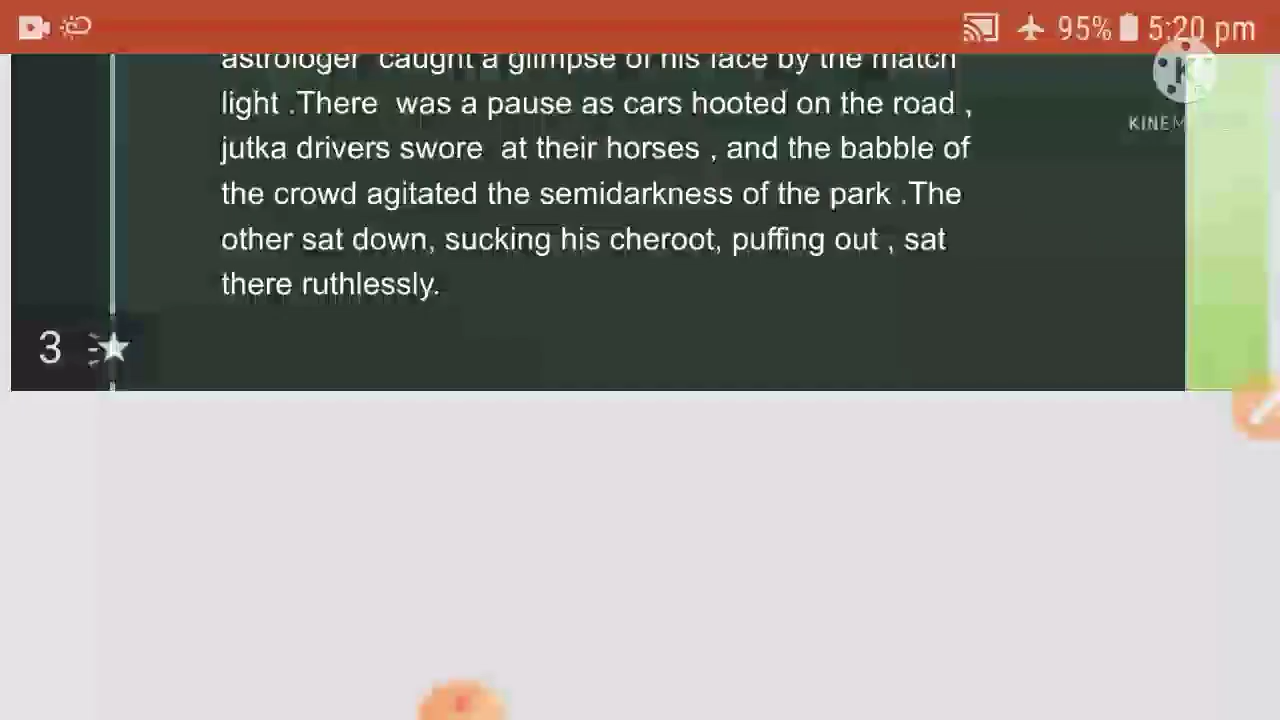 95% 5:20 pm
astrologer caught a glimpse of his face by the match
light .There was a pause as cars hooted on the road ,
KINEM
jutka drivers swore at their horses , and the babble of
the crowd agitated the semidarkness of the park .The
other sat down, sucking his cheroot, puffing out , sat
there ruthlessly.
3